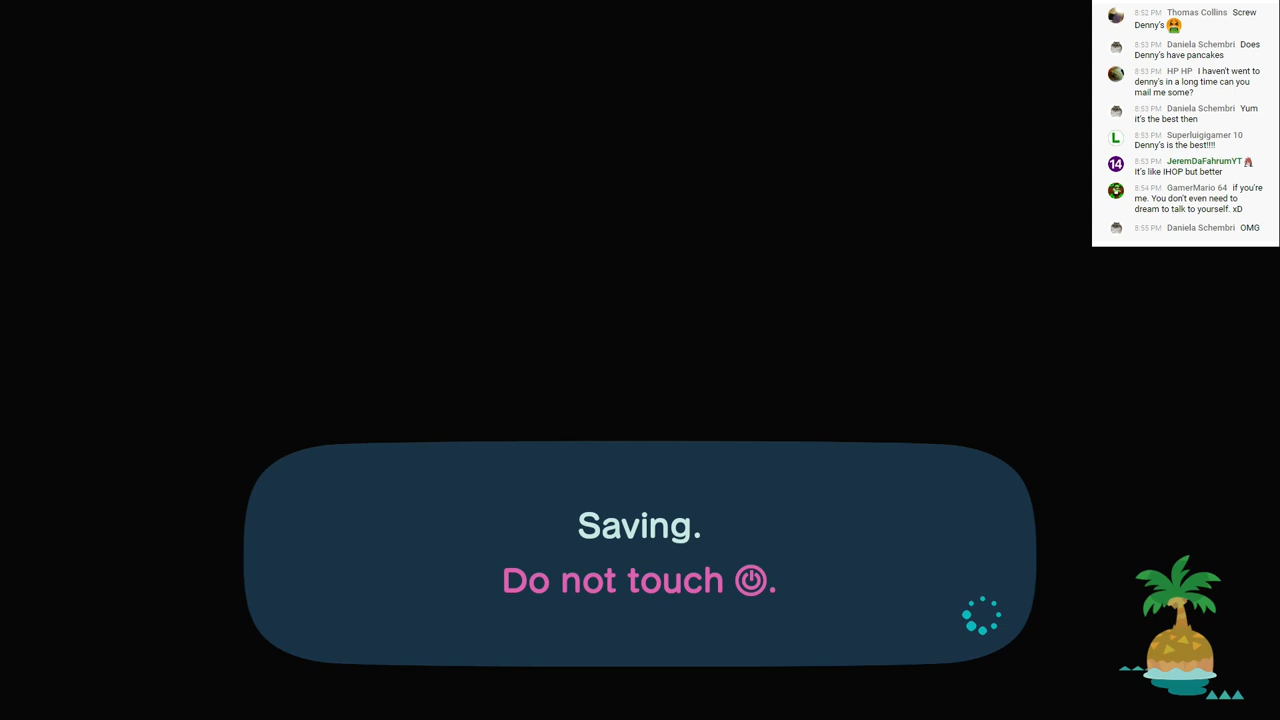 8:52 PM Thomas Collins Screw
Denny's
8:53 PM Daniela Schembri Does
Denny's have pancakes
8:53 PM HP HP I haven't went to
denny's in a long time can you
mail me some?
8:53 PM Daniela Schembri Yum
it's the best then
L
8:53 PM Superluigigamer 10
Denny's is the best!!!!
14
8:53 PM JeremDaFahrumYT
It's like IHOP but better
8:54 PM GamerMario 64 if you're
me. You don't even need to
dream to talk to yourself. xD
8:55 PM Daniela Schembri OMG
Saving.
Do not touch ⏻.